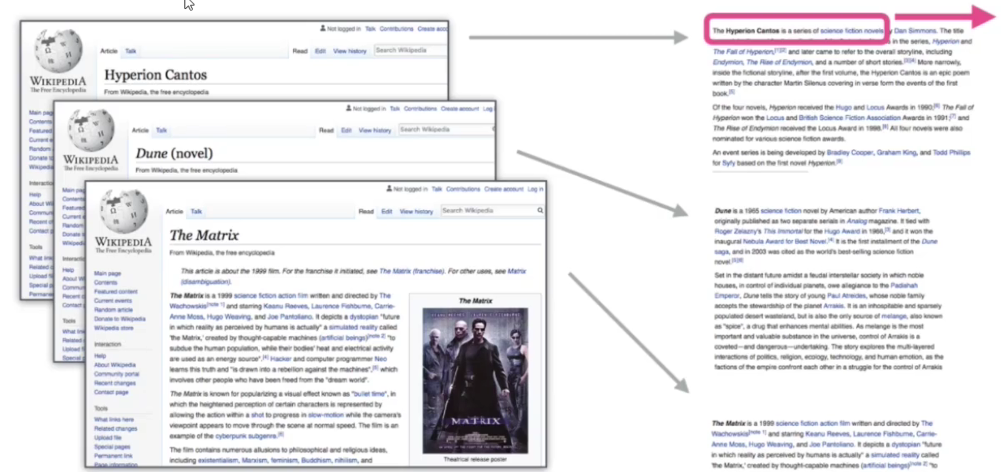 Not logged in Talk Contributions Create acco
Article Talk
Read Edit View history Search Wikipedia
WIKIPEDIA
The Free Encyclopedia
Hyperion Cantos
From Wikipedia, the free encyclopedia
Main pag
Contents
Featured
Current e
Random
Donate to
Wikipedia
Interaction
Help
About Wi
Commun
Recent c
Contact p
Tools
What link
Related
Upload fi
Special p
Permane
Not logged in Talk Contributions Create account Log
Article Talk
Read Edit View history Search Wikipedia
WIKIPEDIA
The Free Encyclopedia
Dune (novel)
From Wikipedia, the free encyclopedia
Not logged in Talk Contributions Create account Log in
Article Talk
Read Edit View history Search Wikipedia
WIKIPEDIA
The Free Encyclopedia
The Matrix
From Wikipedia, the free encyclopedia
This article is about the 1999 film. For the franchise it initiated, see The Matrix (franchise). For other uses, see Matrix
(disambiguation).
Main page
Contents
Featured content
Current events
Random article
Donate to Wikipedia
Wikipedia store
Interaction
Help
About Wikipedia
Community portal
Recent changes
Contact page
Tools
What links here
Related changes
Upload file
Special pages
Permanent link
Page information
The Matrix is a 1999 science fiction action film written and directed by The
Wachowskis[note 1] and starring Keanu Reeves, Laurence Fishburne, Carrie-
Anne Moss, Hugo Weaving, and Joe Pantoliano. It depicts a dystopian "future
in which reality as perceived by humans is actually" a simulated reality called
'the Matrix,' created by thought-capable machines (artificial beings)[note 2] "to
subdue the human population, while their bodies' heat and electrical activity
are used as an energy source".[4] Hacker and computer programmer Neo
learns this truth and "is drawn into a rebellion against the machines",[5] which
involves other people who have been freed from the "dream world".
The Matrix is known for popularizing a visual effect known as "bullet time", in
which the heightened perception of certain characters is represented by
allowing the action within a shot to progress in slow-motion while the camera's
viewpoint appears to move through the scene at normal speed. The film is an
example of the cyberpunk subgenre.[6]
The film contains numerous allusions to philosophical and religious ideas,
including existentialism, Marxism, feminism, Buddhism, nihilism, and
The Matrix
MATRIX
Theatrical release poster
The Hyperion Cantos is a series of science fiction novels by Dan Simmons. The title
in the series, Hyperion and
The Fall of Hyperion,[1][2] and later came to refer to the overall storyline, including
Endymion, The Rise of Endymion, and a number of short stories.[3][4] More narrowly,
inside the fictional storyline, after the first volume, the Hyperion Cantos is an epic poem
written by the character Martin Silenus covering in verse form the events of the first
book.[5]
Of the four novels, Hyperion received the Hugo and Locus Awards in 1990;[6] The Fall of
Hyperion won the Locus and British Science Fiction Association Awards in 1991;[7] and
The Rise of Endymion received the Locus Award in 1998.[8] All four novels were also
nominated for various science fiction awards.
An event series is being developed by Bradley Cooper, Graham King, and Todd Phillips
for Syfy based on the first novel Hyperion.[9]
Dune is a 1965 science fiction novel by American author Frank Herbert,
originally published as two separate serials in Analog magazine. It tied with
Roger Zelazny's This Immortal for the Hugo Award in 1966,[3] and it won the
inaugural Nebula Award for Best Novel.[4] It is the first installment of the Dune
saga, and in 2003 was cited as the world's best-selling science fiction
novel.[5][6]
Set in the distant future amidst a feudal interstellar society in which noble
houses, in control of individual planets, owe allegiance to the Padishah
Emperor, Dune tells the story of young Paul Atreides, whose noble family
accepts the stewardship of the planet Arrakis. It is an inhospitable and sparsely
populated desert wasteland, but is also the only source of melange, also known
as "spice", a drug that enhances mental abilities. As melange is the most
important and valuable substance in the universe, control of Arrakis is a
coveted—and dangerous—undertaking. The story explores the multi-layered
interactions of politics, religion, ecology, technology, and human emotion, as the
factions of the empire confront each other in a struggle for the control of Arrakis
The Matrix is a 1999 science fiction action film written and directed by The
Wachowskis[note 1] and starring Keanu Reeves, Laurence Fishburne, Carrie-
Anne Moss, Hugo Weaving, and Joe Pantoliano. It depicts a dystopian "future
in which reality as perceived by humans is actually" a simulated reality called
'the Matrix,' created by thought-capable machines (artificial beings)[note 2] "to